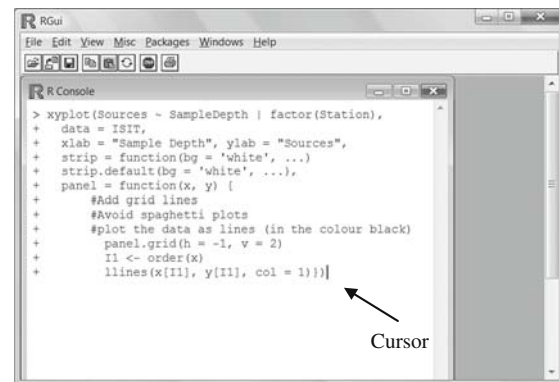 RGui
File Edit View Misc Packages Windows Help
R Console
> xyplot(Sources ~ SampleDepth | factor(Station),
+   data = ISIT,
+   xlab = "Sample Depth", ylab = "Sources",
+   strip = function(bg = 'white', ...)
+   strip.default(bg = 'white', ...),
+   panel = function(x, y) {
+       #Add grid lines
+       #Avoid spaghetti plots
+       #plot the data as lines (in the colour black)
+         panel.grid(h = -1, v = 2)
+         I1 <- order(x)
+         llines(x[I1], y[I1], col = 1)})
Cursor